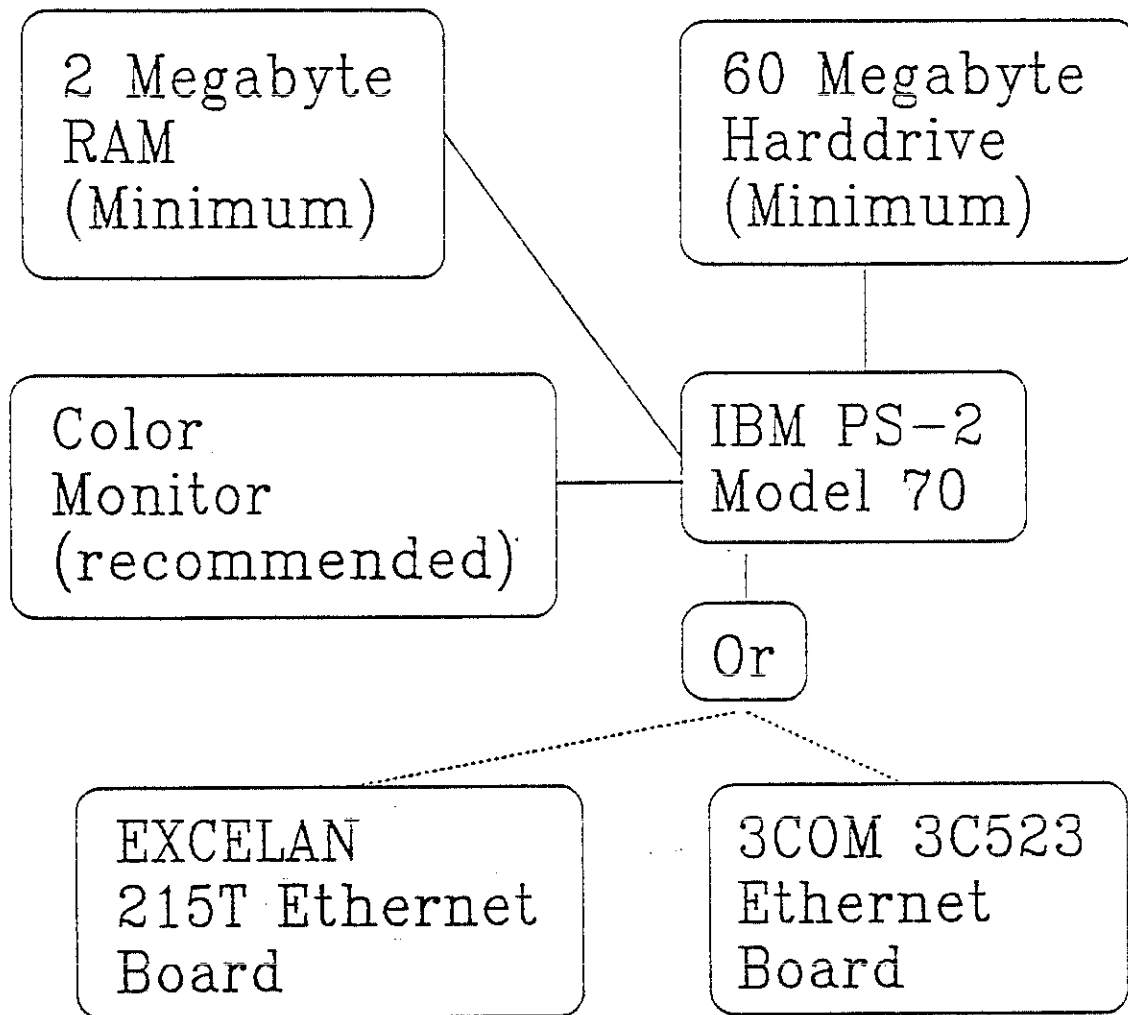 2 Megabyte
RAM
(Minimum)
60 Megabyte
Harddrive
(Minimum)
Color
Monitor
(recommended)
IBM PS-2
Model 70
Or
EXCELAN
215T Ethernet
Board
3COM 3C523
Ethernet
Board